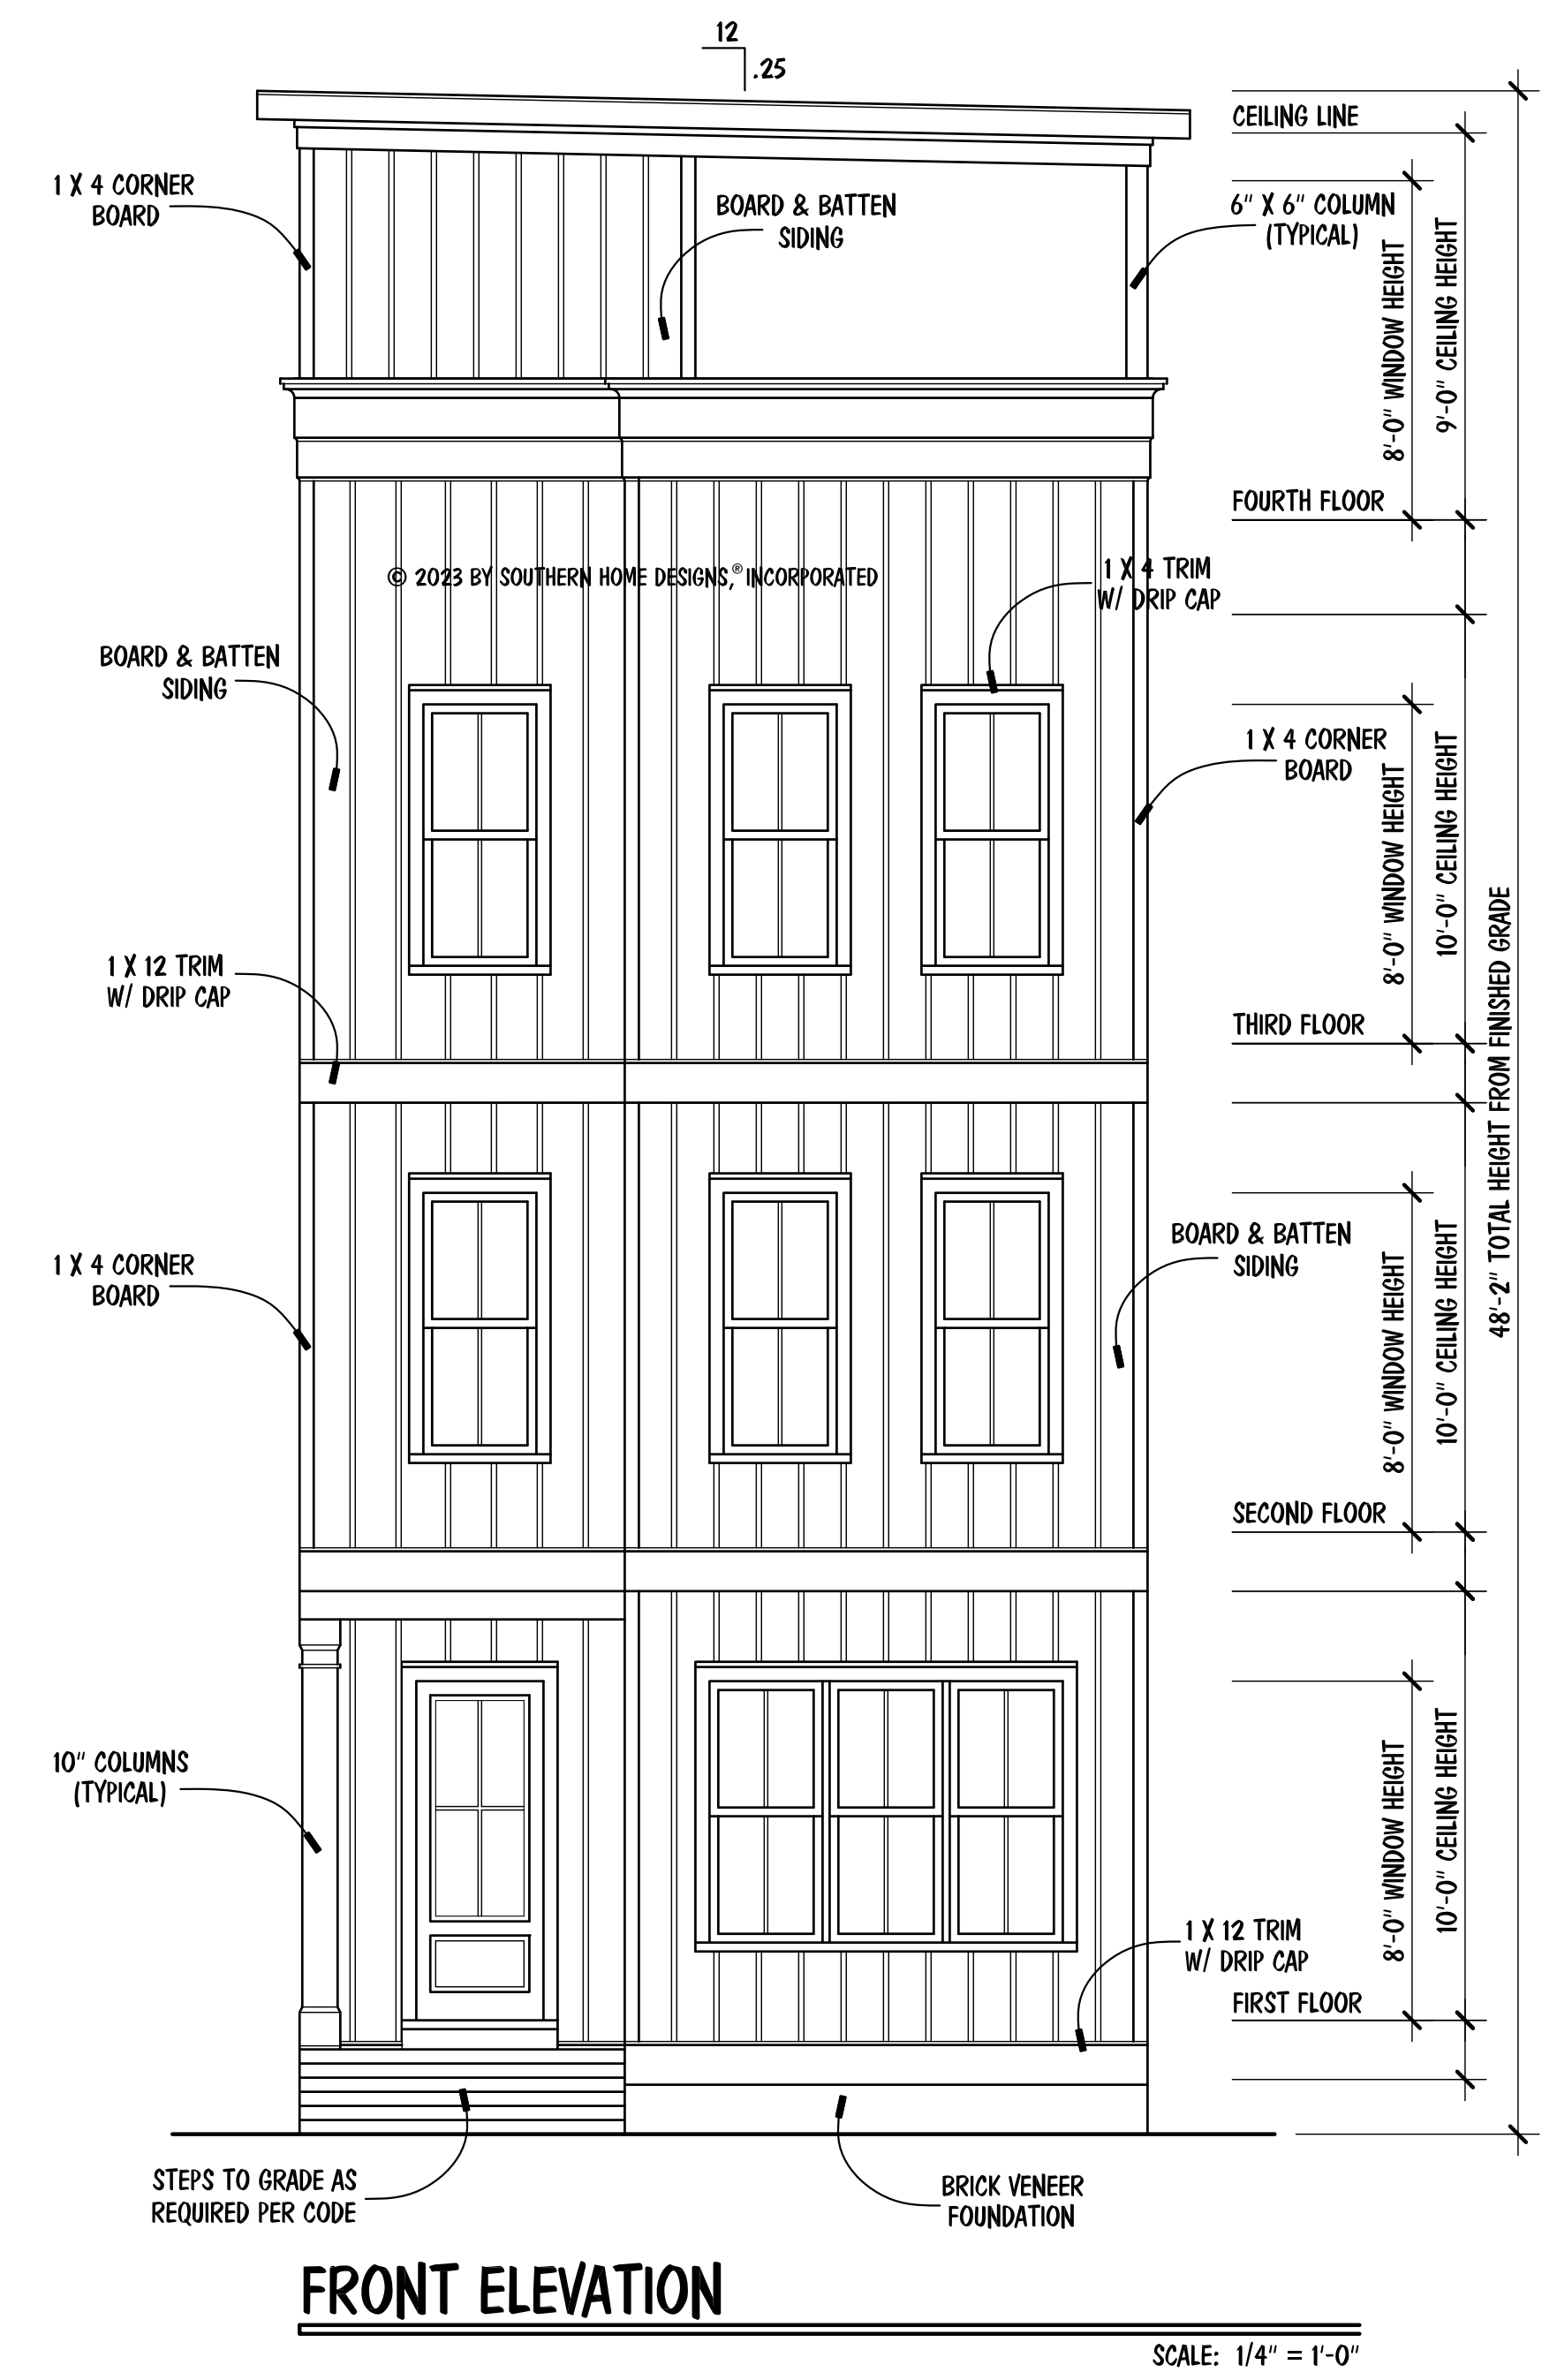 12
.25
CEILING LINE
1 X 4 CORNER
BOARD
BOARD & BATTEN
SIDING
6" X 6" COLUMN
(TYPICAL)
8'-0" WINDOW HEIGHT
9'-0" CEILING HEIGHT
FOURTH FLOOR
© 2023 BY SOUTHERN HOME DESIGNS,® INCORPORATED
1 X 4 TRIM
W/ DRIP CAP
BOARD & BATTEN
SIDING
1 X 4 CORNER
BOARD
8'-0" WINDOW HEIGHT
10'-0" CEILING HEIGHT
1 X 12 TRIM
W/ DRIP CAP
THIRD FLOOR
48'-2" TOTAL HEIGHT FROM FINISHED GRADE
1 X 4 CORNER
BOARD
BOARD & BATTEN
SIDING
8'-0" WINDOW HEIGHT
10'-0" CEILING HEIGHT
SECOND FLOOR
10" COLUMNS
(TYPICAL)
8'-0" WINDOW HEIGHT
10'-0" CEILING HEIGHT
1 X 12 TRIM
W/ DRIP CAP
FIRST FLOOR
STEPS TO GRADE AS
REQUIRED PER CODE
BRICK VENEER
FOUNDATION
FRONT ELEVATION
SCALE: 1/4" = 1'-0"